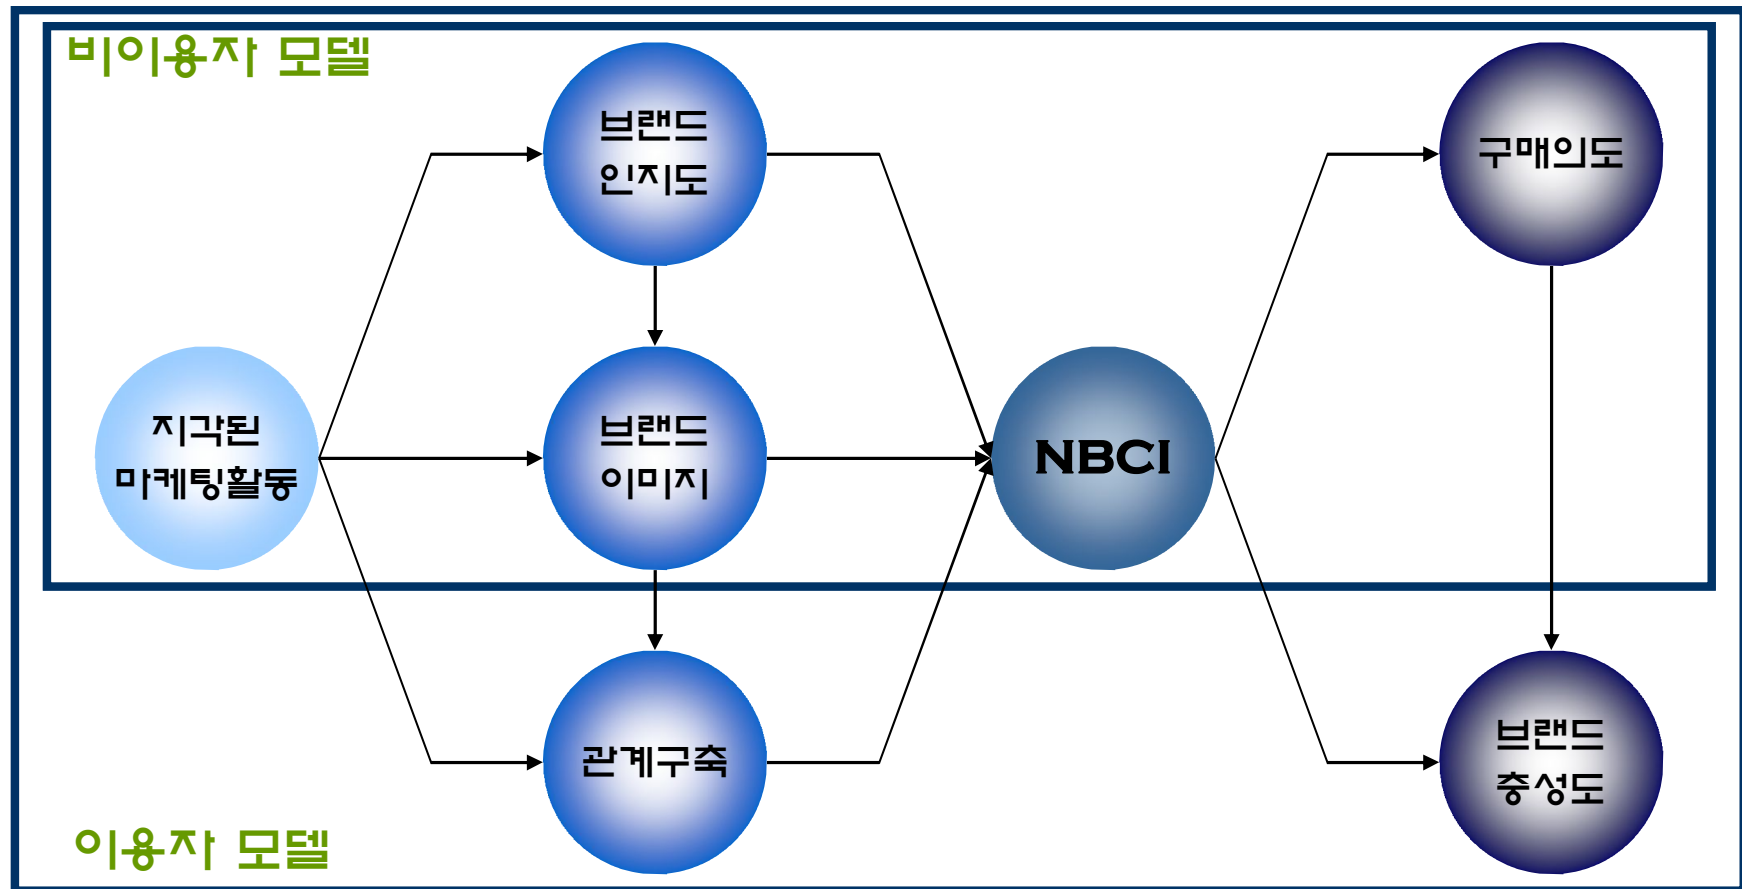 비이용자 모델
브랜드
인지도
구매의도
지각된
마케팅활동
브랜드
이미지
NBCI
관계구축
브랜드
충성도
이용자 모델